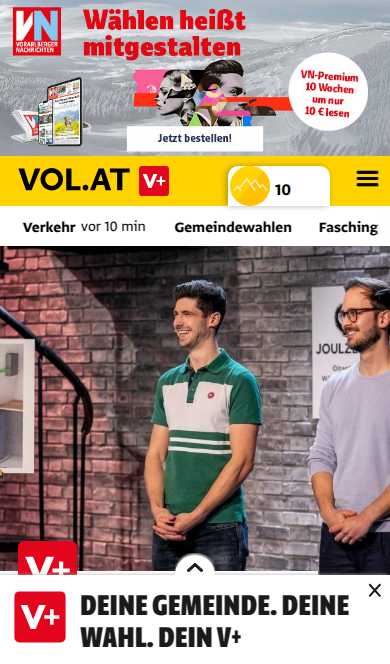 VN
VORARLBERGER
NACHRICHTEN
Wählen heißt
mitgestalten
VN-Premium
10 Wochen
um nur
10 € lesen
Jetzt bestellen!
VOL.AT V+
10
Verkehr vor 10 min Gemeindewahlen Fasching
V+
V+
DEINE GEMEINDE. DEINE
WAHL. DEIN V+